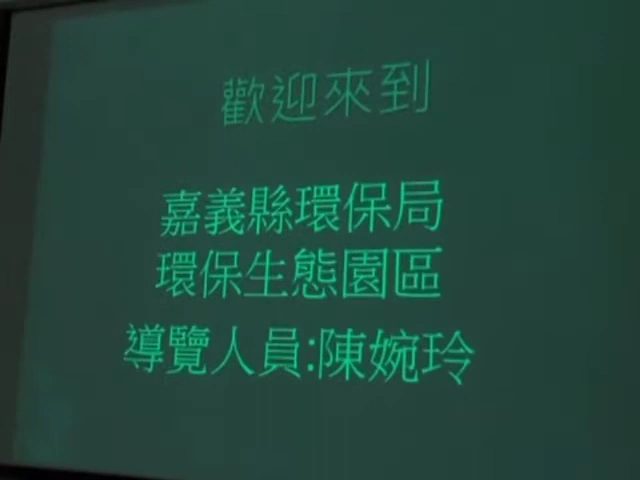 歡迎來到
嘉義縣環保局
環保生態園區
導覽人員:陳婉玲